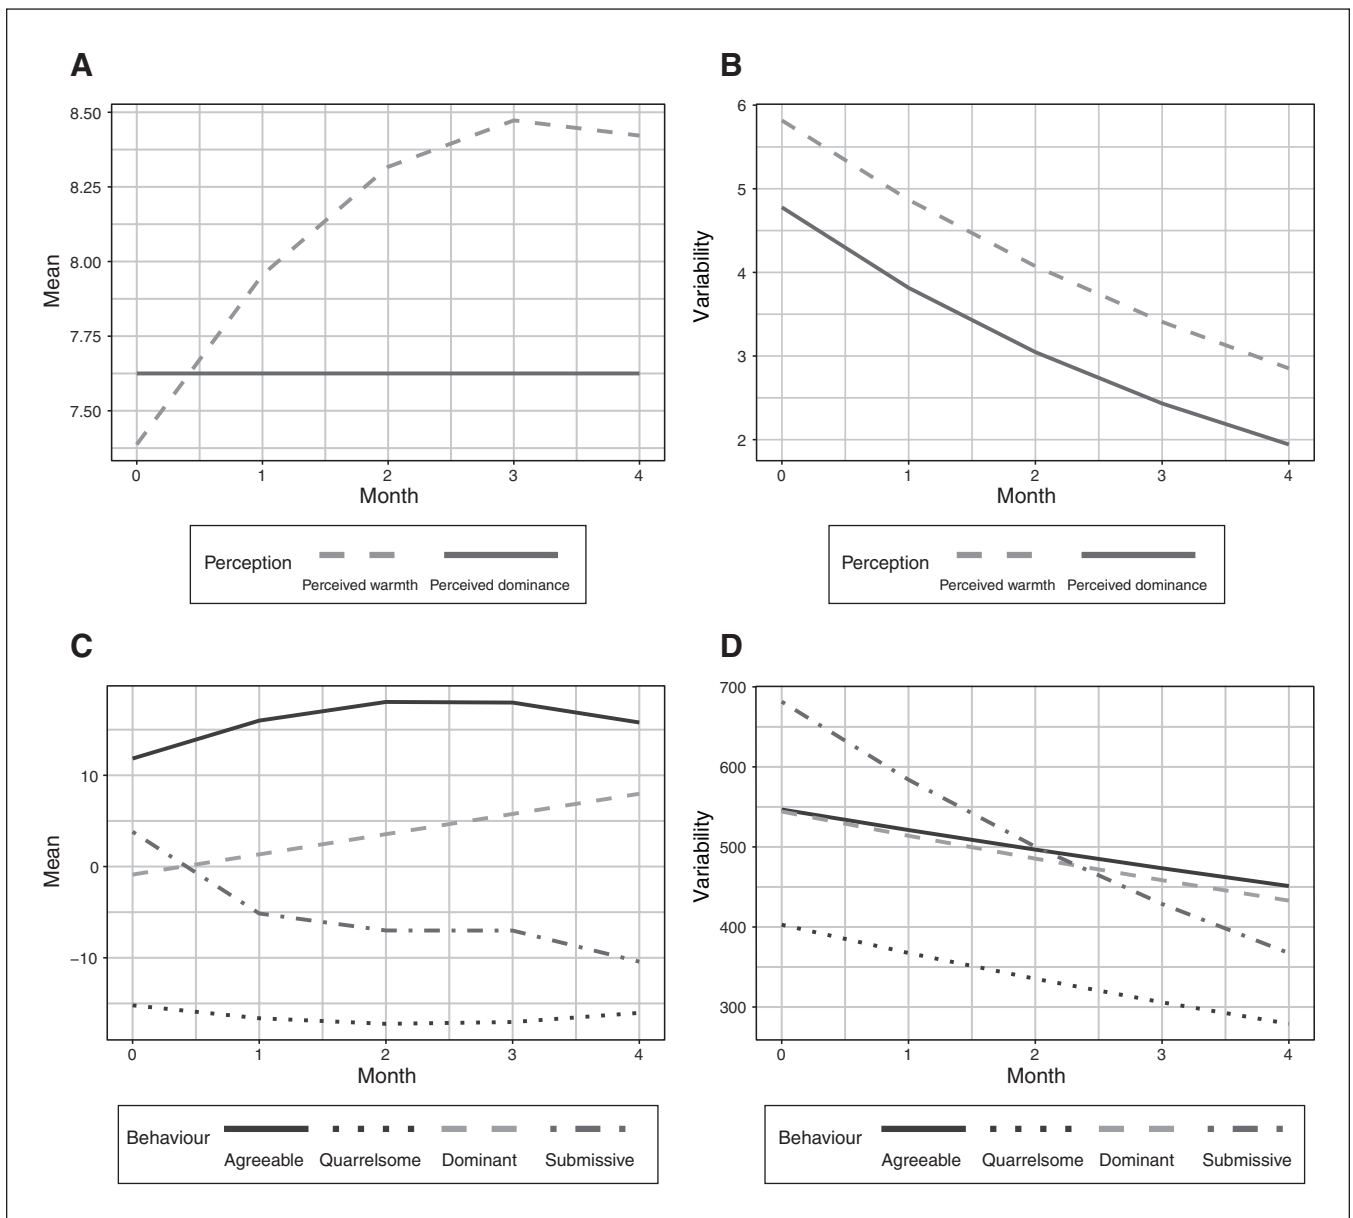 A
8.50
8.25
8.00
7.75
7.50
Mean
0 1 2 3 4
Month
Perception
Perceived warmth Perceived dominance
B
6
5
4
3
2
Variability
0 1 2 3 4
Month
Perception
Perceived warmth Perceived dominance
C
10
0
−10
Mean
0 1 2 3 4
Month
Behaviour
Agreeable Quarrelsome Dominant Submissive
D
700
600
500
400
300
Variability
0 1 2 3 4
Month
Behaviour
Agreeable Quarrelsome Dominant Submissive